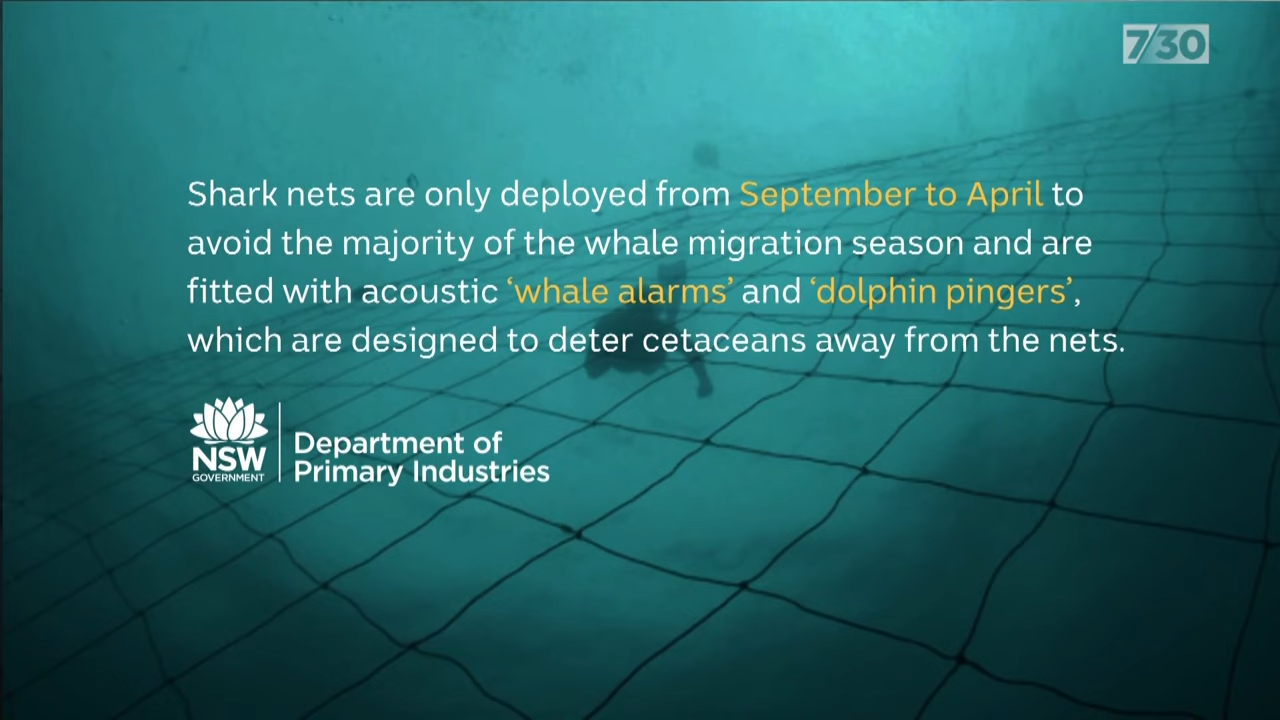 7/30
Shark nets are only deployed from September to April to
avoid the majority of the whale migration season and are
fitted with acoustic ‘whale alarms’ and ‘dolphin pingers’,
which are designed to deter cetaceans away from the nets.
NSW
GOVERNMENT
Department of
Primary Industries